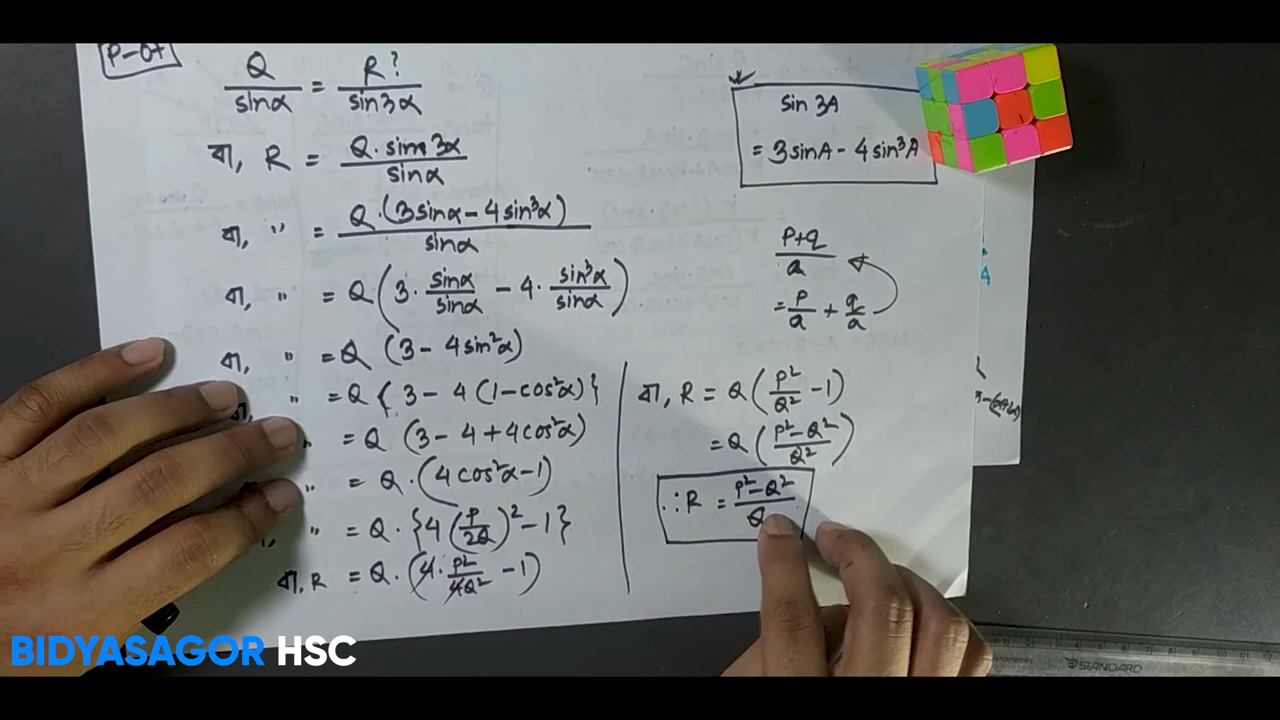 P-07
Q/sinα = R?/sin3α
বা, R = Q·sin3α/sinα
বা, " = Q·(3sinα - 4sin³α)/sinα
বা, " = Q(3·sinα/sinα - 4·sin³α/sinα)
বা, " = Q (3 - 4sin²α)
" = Q {3 - 4(1-cos²α)}
" = Q (3 - 4 + 4cos²α)
" = Q·(4cos²α-1)
" = Q·{4(P/2Q)² - 1}
বা, R = Q·(4·P²/4Q² - 1)
sin 3A
= 3sinA - 4sin³A
P+q/a
= P/a + q/a
বা, R = Q(P²/Q² - 1)
= Q(P²-Q²/Q²)
∴ R = P²-Q²/Q
4
STANDARD
BIDYASAGOR HSC